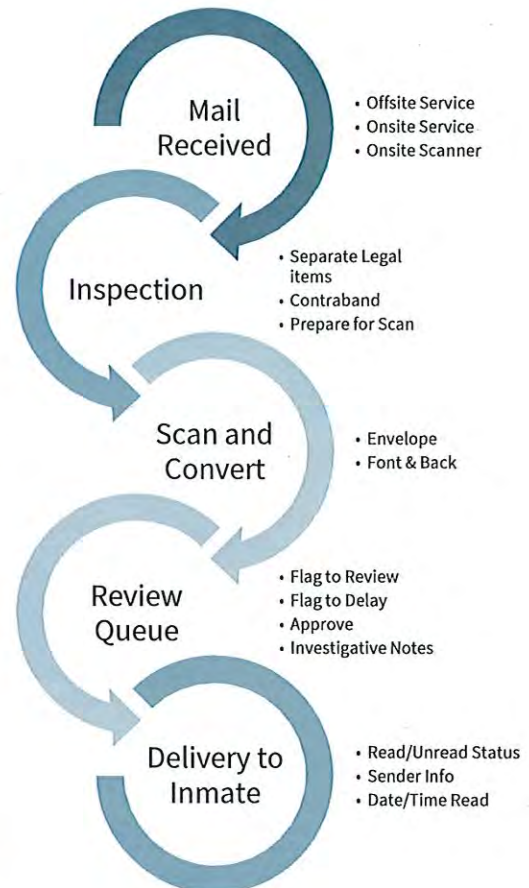 Mail
Received
• Offsite Service
• Onsite Service
• Onsite Scanner
Inspection
• Separate Legal
items
• Contraband
• Prepare for Scan
Scan and
Convert
• Envelope
• Font & Back
Review
Queue
• Flag to Review
• Flag to Delay
• Approve
• Investigative Notes
Delivery to
Inmate
• Read/Unread Status
• Sender Info
• Date/Time Read